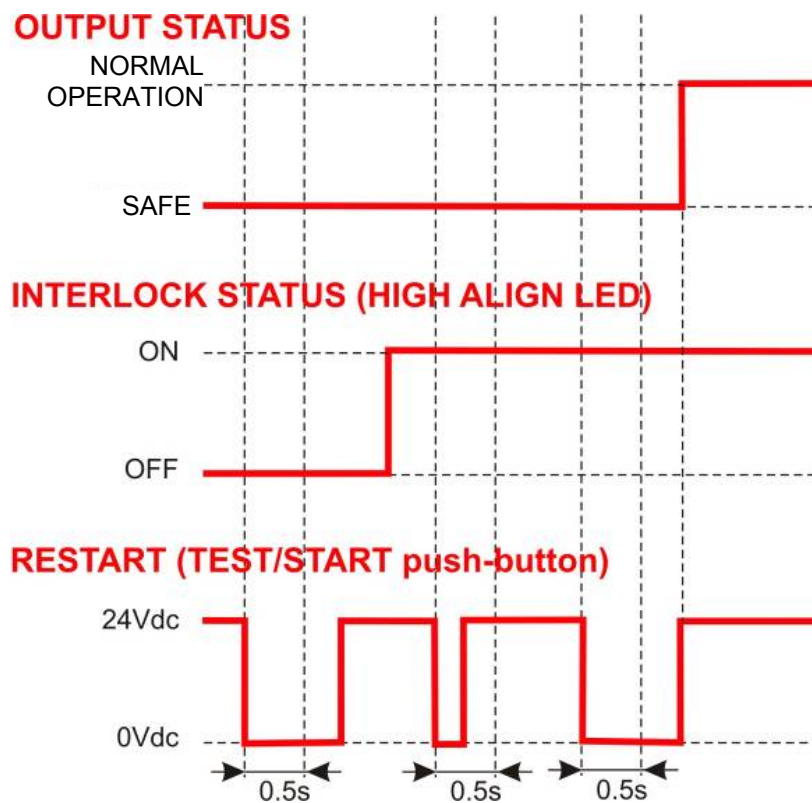 OUTPUT STATUS
NORMAL
OPERATION
SAFE
INTERLOCK STATUS (HIGH ALIGN LED)
ON
OFF
RESTART (TEST/START push-button)
24Vdc
0Vdc
0.5s 0.5s 0.5s